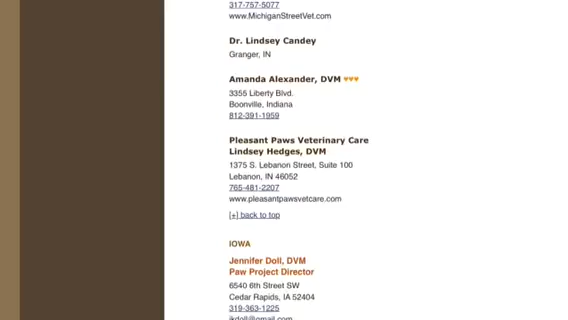 317-757-5077
www.MichiganStreetVet.com
Dr. Lindsey Candey
Granger, IN
Amanda Alexander, DVM ♥♥♥
3355 Liberty Blvd.
Boonville, Indiana
812-391-1959
Pleasant Paws Veterinary Care
Lindsey Hedges, DVM
1375 S. Lebanon Street, Suite 100
Lebanon, IN 46052
765-481-2207
www.pleasantpawsvetcare.com
[+] back to top
IOWA
Jennifer Doll, DVM
Paw Project Director
6540 6th Street SW
Cedar Rapids, IA 52404
319-363-1225
jkdoll@gmail.com